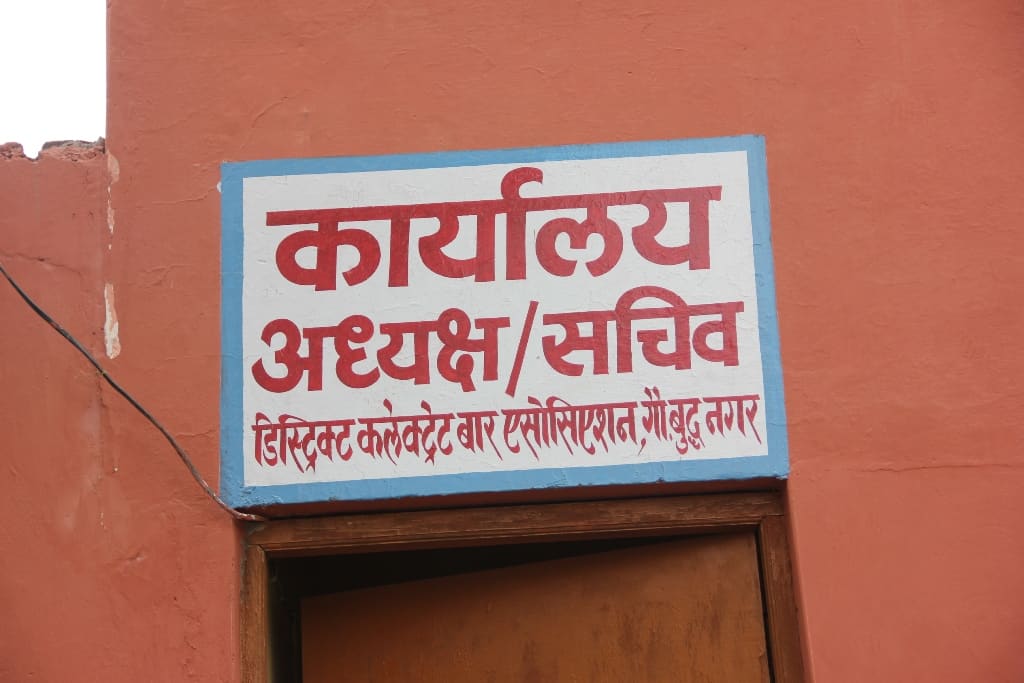 कार्यालय
अध्यक्ष/सचिव
डिस्ट्रिक्ट कलेक्ट्रेट बार एसोसिएशन,गौ.बुद्ध नगर